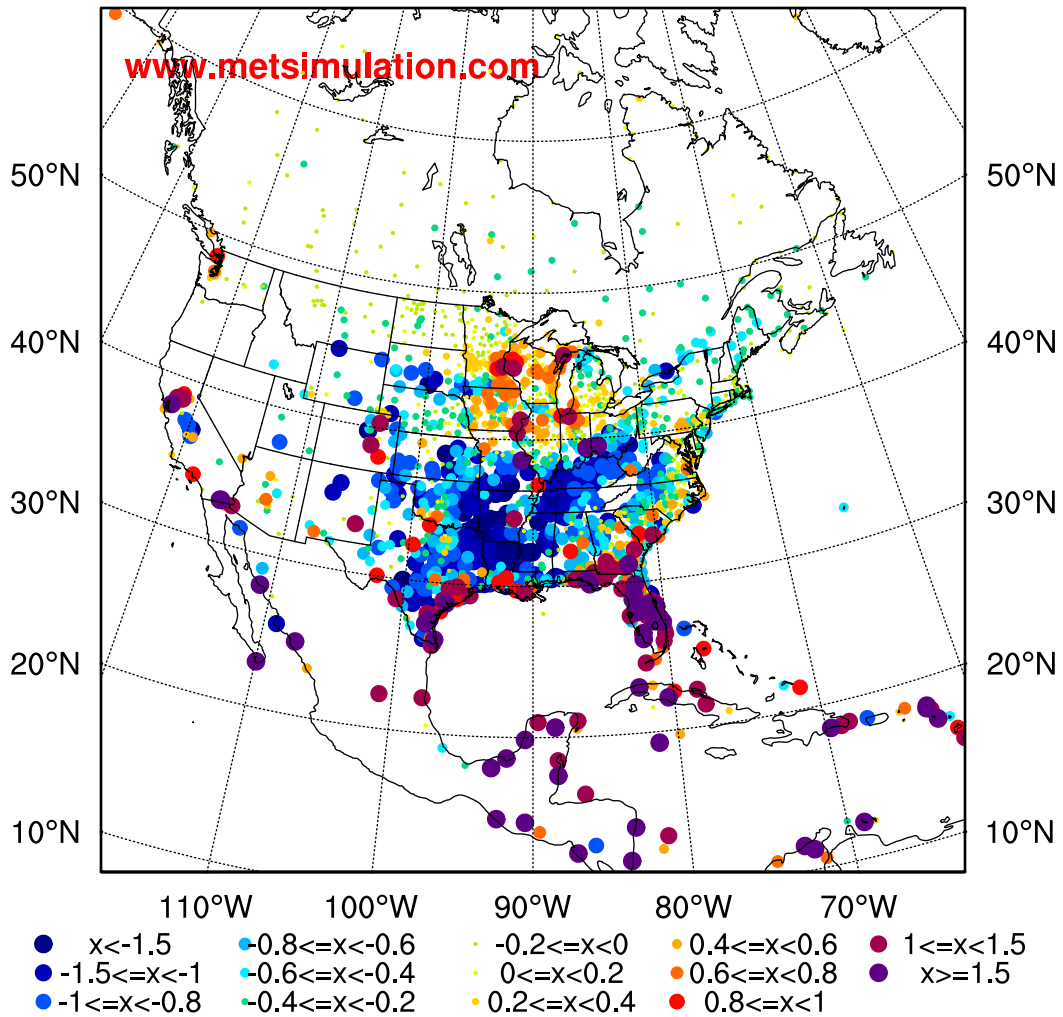 www.metsimulation.com
50°N 50°N
40°N 40°N
30°N 30°N
20°N 20°N
10°N 10°N
110°W 100°W 90°W 80°W 70°W
x<-1.5 -0.8<=x<-0.6 -0.2<=x<0 0.4<=x<0.6 1<=x<1.5
-1.5<=x<-1 -0.6<=x<-0.4 0<=x<0.2 0.6<=x<0.8 x>=1.5
-1<=x<-0.8 -0.4<=x<-0.2 0.2<=x<0.4 0.8<=x<1